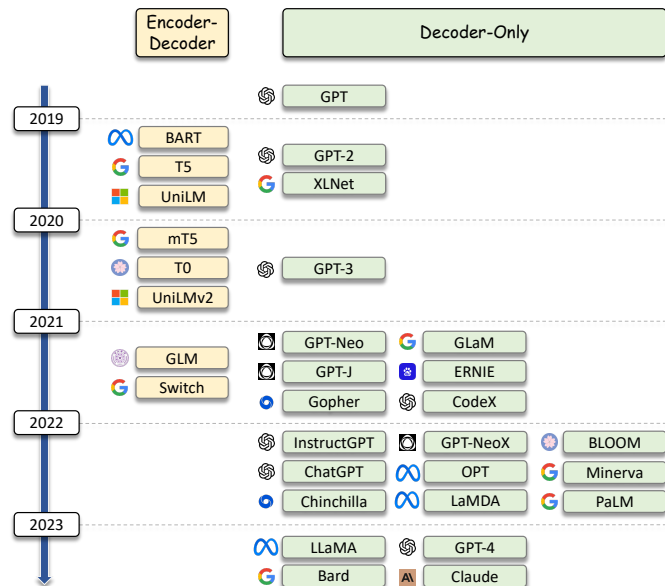 Encoder-
Decoder
Decoder-Only
GPT
2019
BART
T5
UniLM
GPT-2
XLNet
2020
mT5
T0
UniLMv2
GPT-3
2021
GLM
Switch
GPT-Neo
GLaM
GPT-J
ERNIE
Gopher
CodeX
2022
InstructGPT
GPT-NeoX
BLOOM
ChatGPT
OPT
Minerva
Chinchilla
LaMDA
PaLM
2023
LLaMA
GPT-4
Bard
A\
Claude